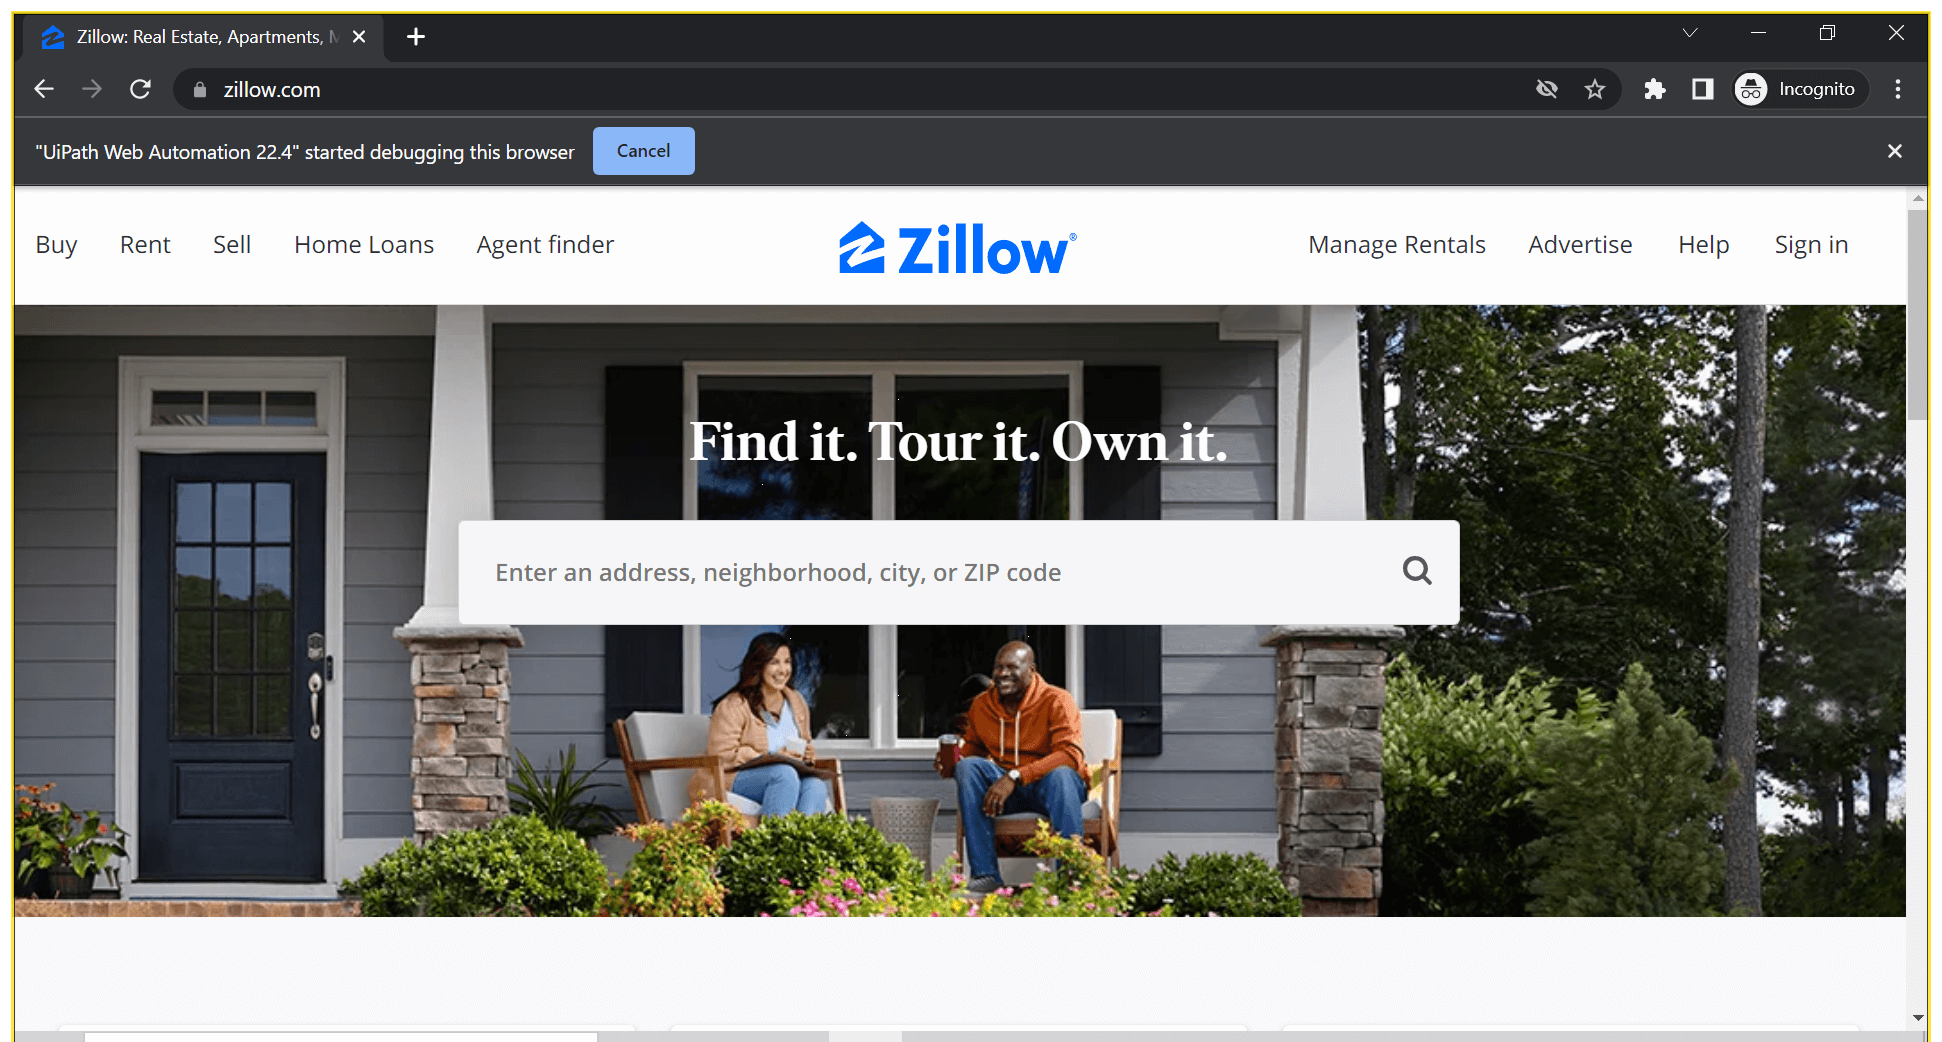 Zillow: Real Estate, Apartments, M
zillow.com
Incognito
"UiPath Web Automation 22.4" started debugging this browser
Cancel
Buy Rent Sell Home Loans Agent finder Zillow® Manage Rentals Advertise Help Sign in
Find it. Tour it. Own it.
Enter an address, neighborhood, city, or ZIP code